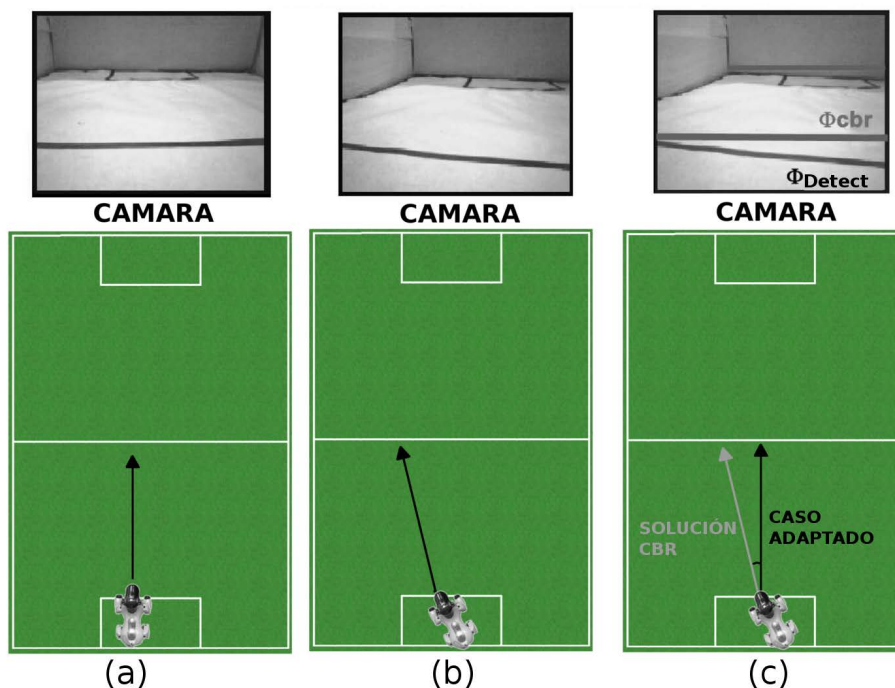 Φcbr
ΦDetect
CAMARA
CAMARA
CAMARA
SOLUCIÓN
CBR
CASO
ADAPTADO
(a)
(b)
(c)